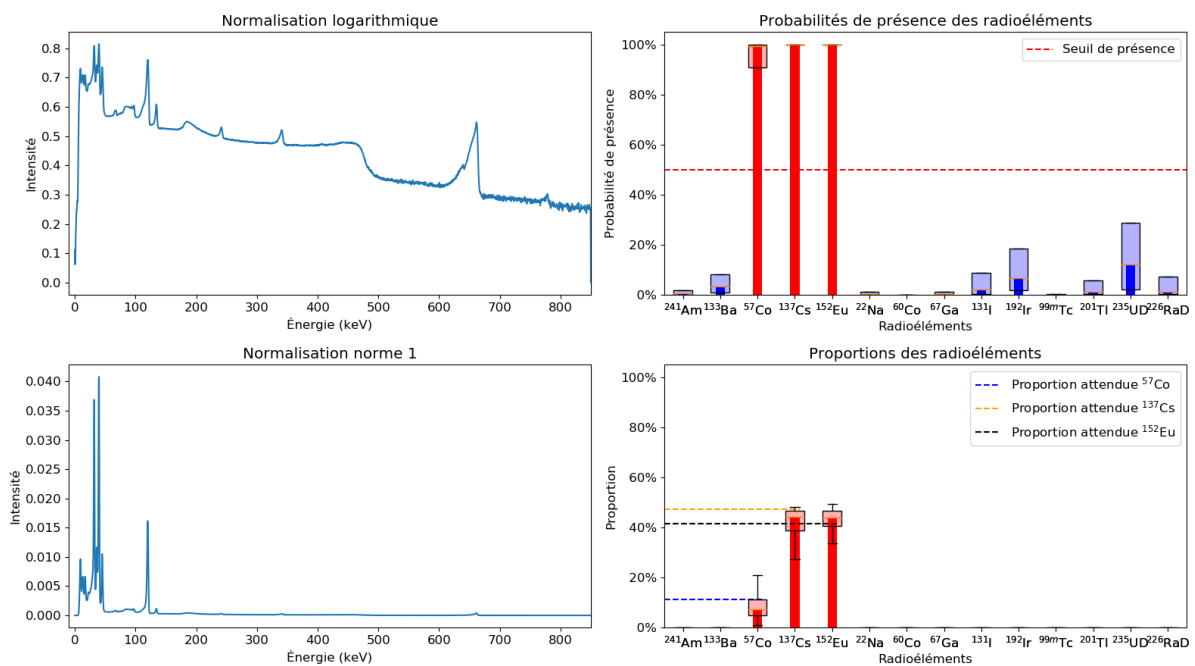 Normalisation logarithmique
0.8
0.7
0.6
0.5
0.4
0.3
0.2
0.1
0.0
Intensité
0 100 200 300 400 500 600 700 800
Énergie (keV)
Probabilités de présence des radioéléments
100%
80%
60%
40%
20%
0%
Probabilité de présence
Seuil de présence
²⁴¹Am ¹³³Ba ⁵⁷Co ¹³⁷Cs ¹⁵²Eu ²²Na ⁶⁰Co ⁶⁷Ga ¹³¹I ¹⁹²Ir ⁹⁹ᵐTc ²⁰¹Tl ²³⁵UD ²²⁶RaD
Radioéléments
Normalisation norme 1
0.040
0.035
0.030
0.025
0.020
0.015
0.010
0.005
0.000
Intensité
0 100 200 300 400 500 600 700 800
Énergie (keV)
Proportions des radioéléments
100%
80%
60%
40%
20%
0%
Proportion
Proportion attendue ⁵⁷Co
Proportion attendue ¹³⁷Cs
Proportion attendue ¹⁵²Eu
²⁴¹Am ¹³³Ba ⁵⁷Co ¹³⁷Cs ¹⁵²Eu ²²Na ⁶⁰Co ⁶⁷Ga ¹³¹I ¹⁹²Ir ⁹⁹ᵐTc ²⁰¹Tl ²³⁵UD ²²⁶RaD
Radioéléments